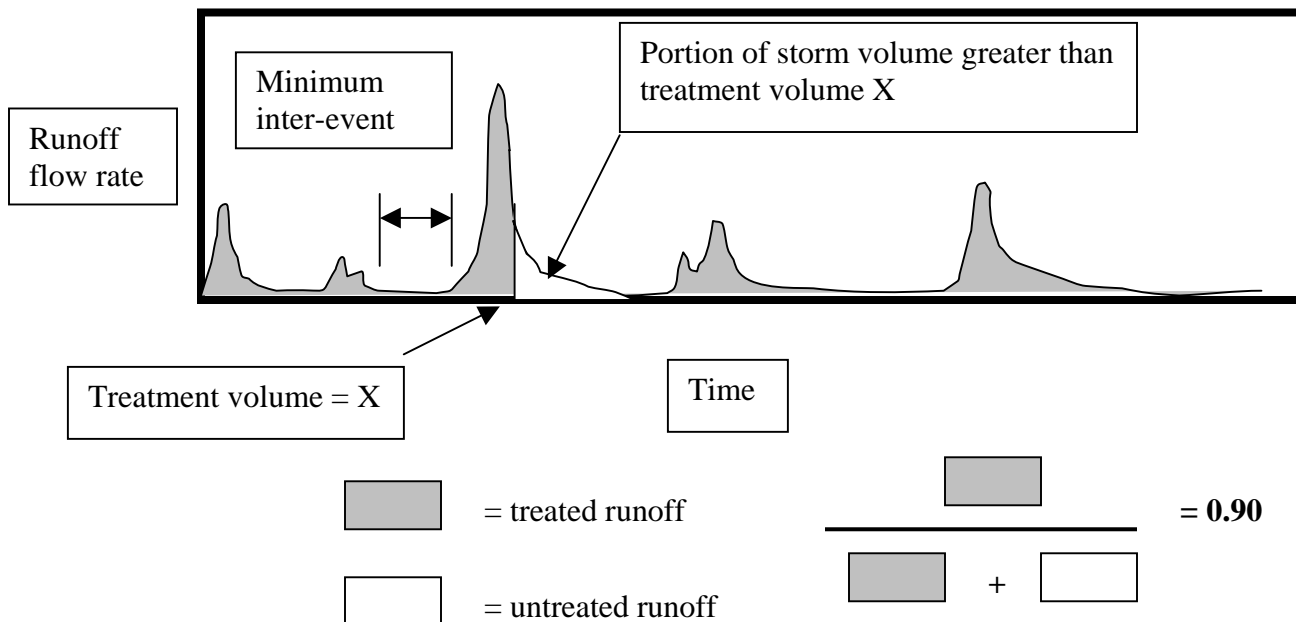 Portion of storm volume greater than
treatment volume X
Minimum
inter-event
Runoff
flow rate
Treatment volume = X
Time
= treated runoff
= 0.90
+
= untreated runoff